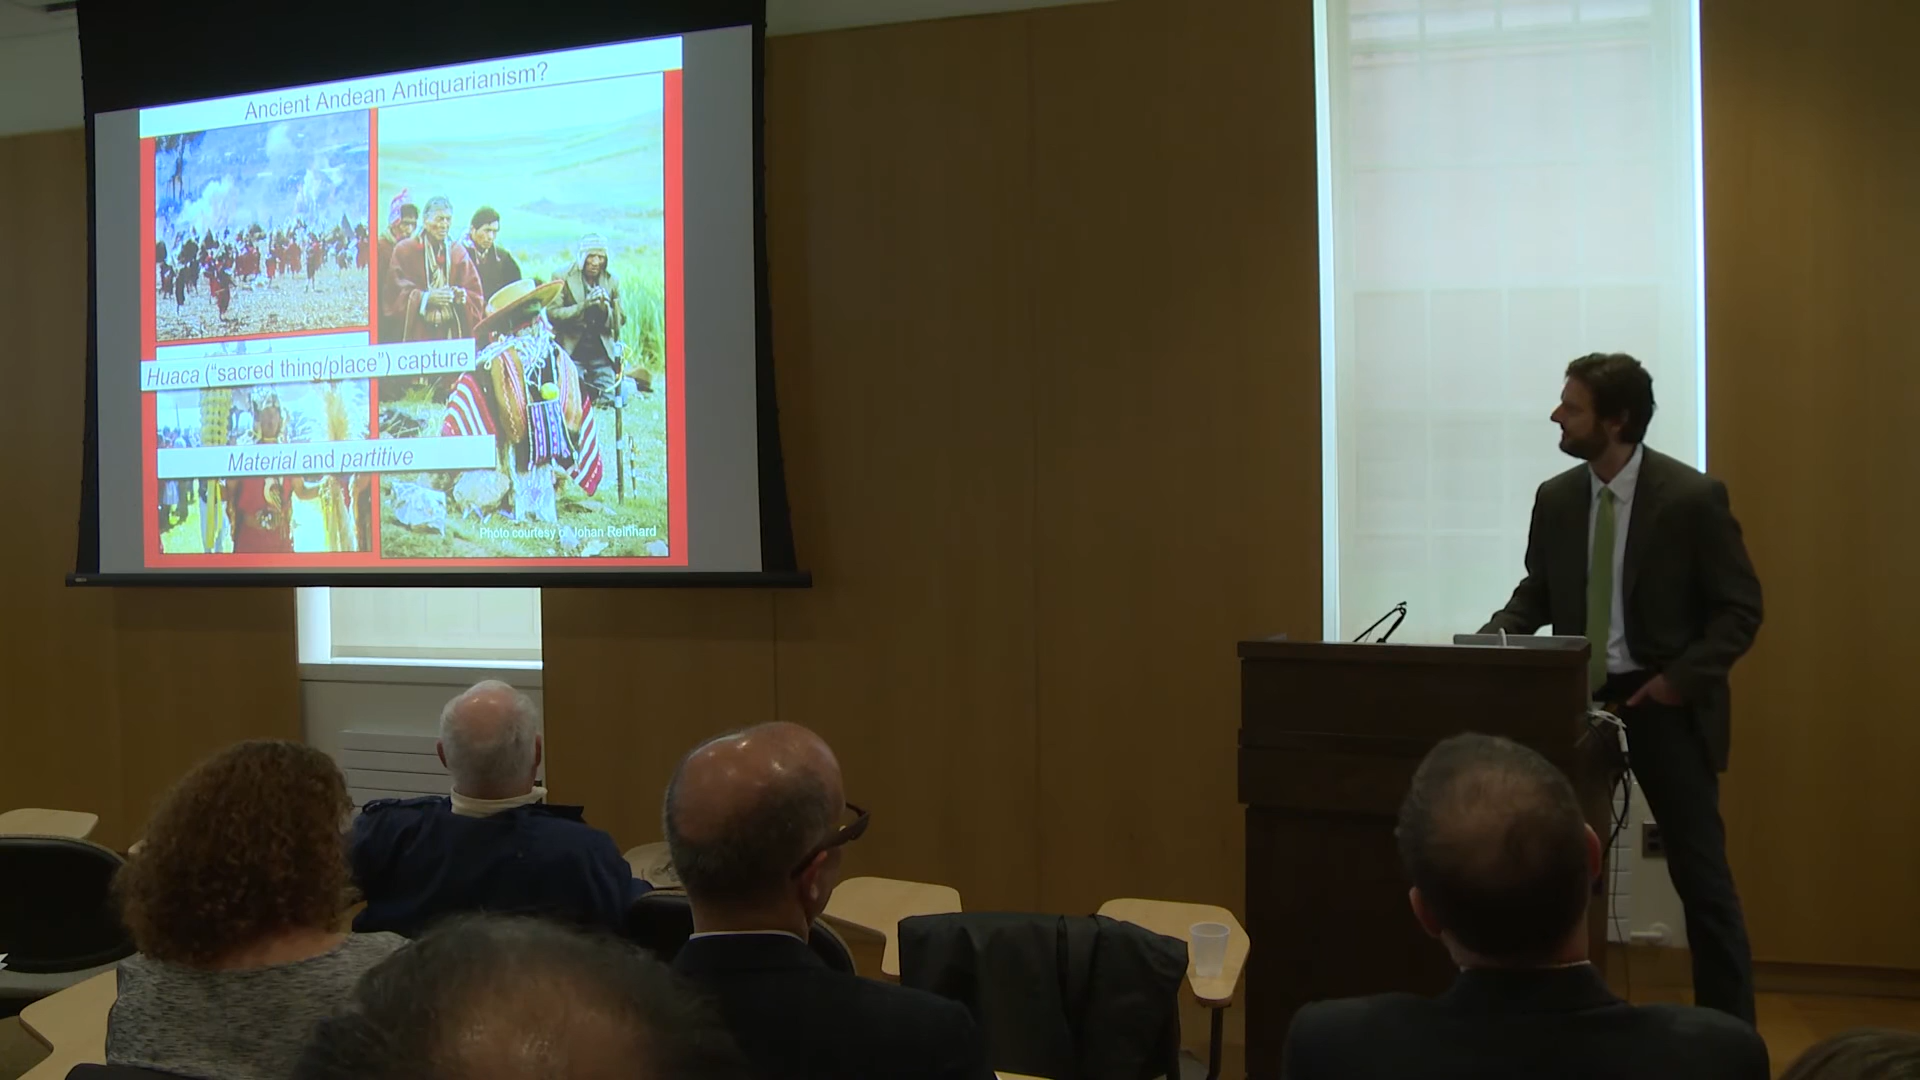 Ancient Andean Antiquarianism?
Huaca (“sacred thing/place”) capture
Material and partitive
Photo courtesy of Johan Reinhard